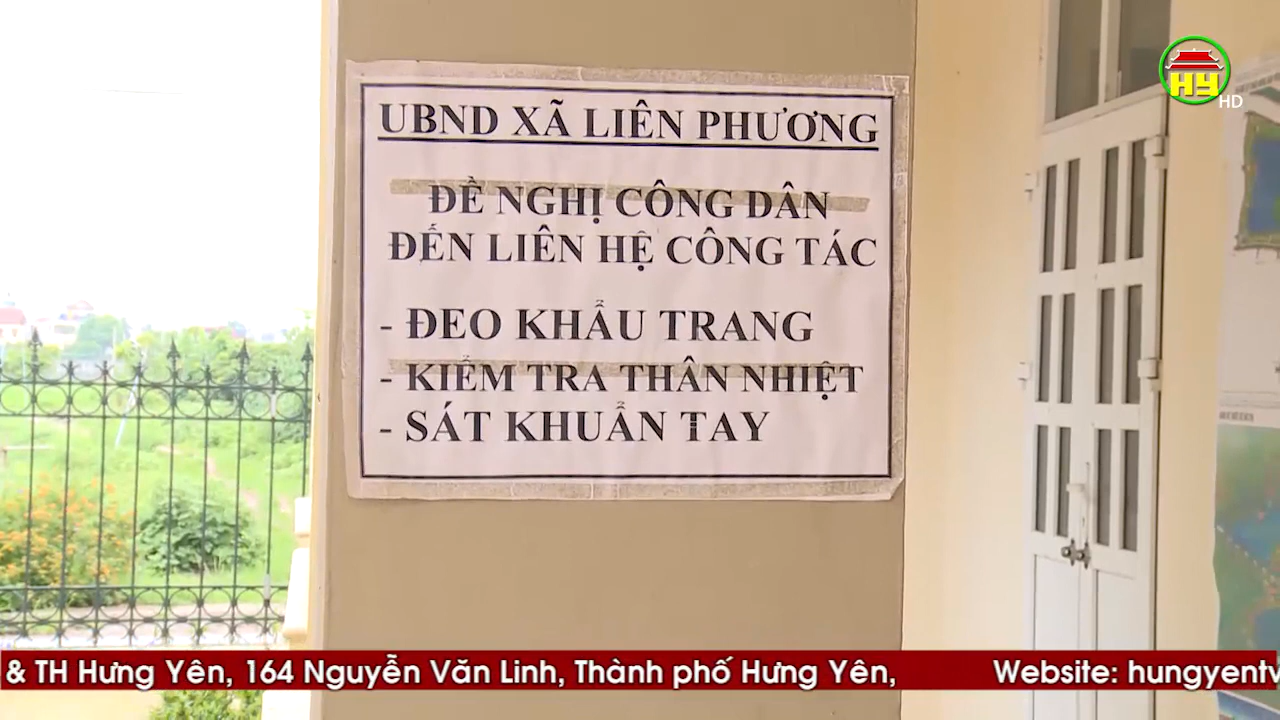 HY
HD
UBND XÃ LIÊN PHƯƠNG
ĐỀ NGHỊ CÔNG DÂN
ĐẾN LIÊN HỆ CÔNG TÁC
- ĐEO KHẨU TRANG
- KIỂM TRA THÂN NHIỆT
- SÁT KHUẨN TAY
& TH Hưng Yên, 164 Nguyễn Văn Linh, Thành phố Hưng Yên, Website: hungyentv